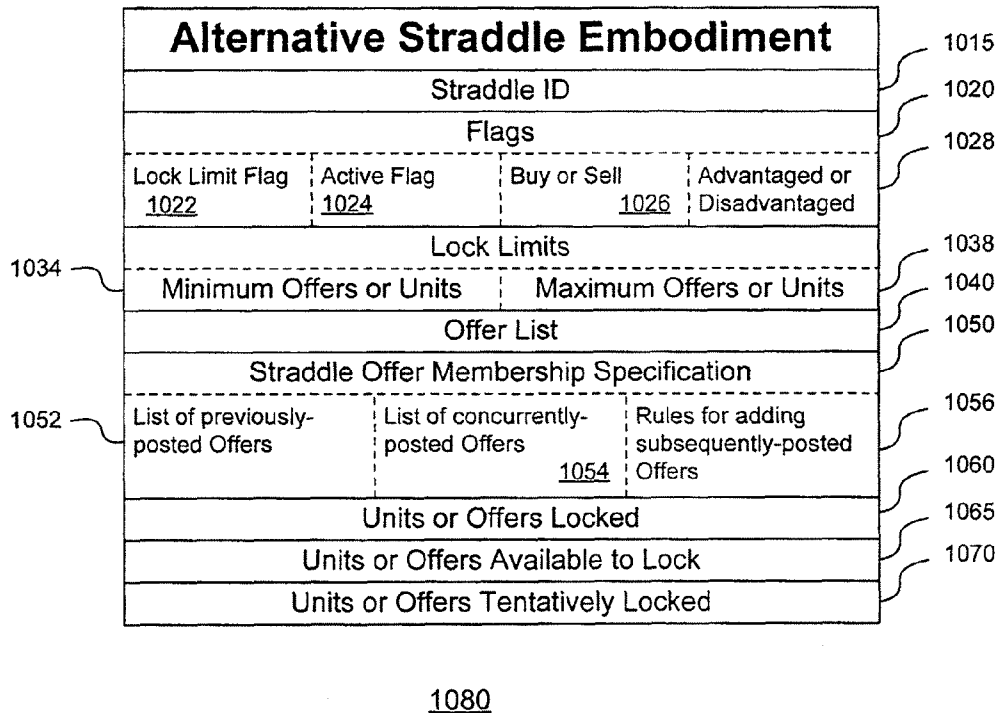 Alternative Straddle Embodiment
1015
Straddle ID
1020
Flags
1028
Lock Limit Flag
1022
Active Flag
1024
Buy or Sell
1026
Advantaged or
Disadvantaged
Lock Limits
1034
1038
Minimum Offers or Units
Maximum Offers or Units
1040
Offer List
1050
Straddle Offer Membership Specification
1052
List of previously-
posted Offers
List of concurrently-
posted Offers
1054
Rules for adding
subsequently-posted
Offers
1056
1060
Units or Offers Locked
1065
Units or Offers Available to Lock
1070
Units or Offers Tentatively Locked
1080